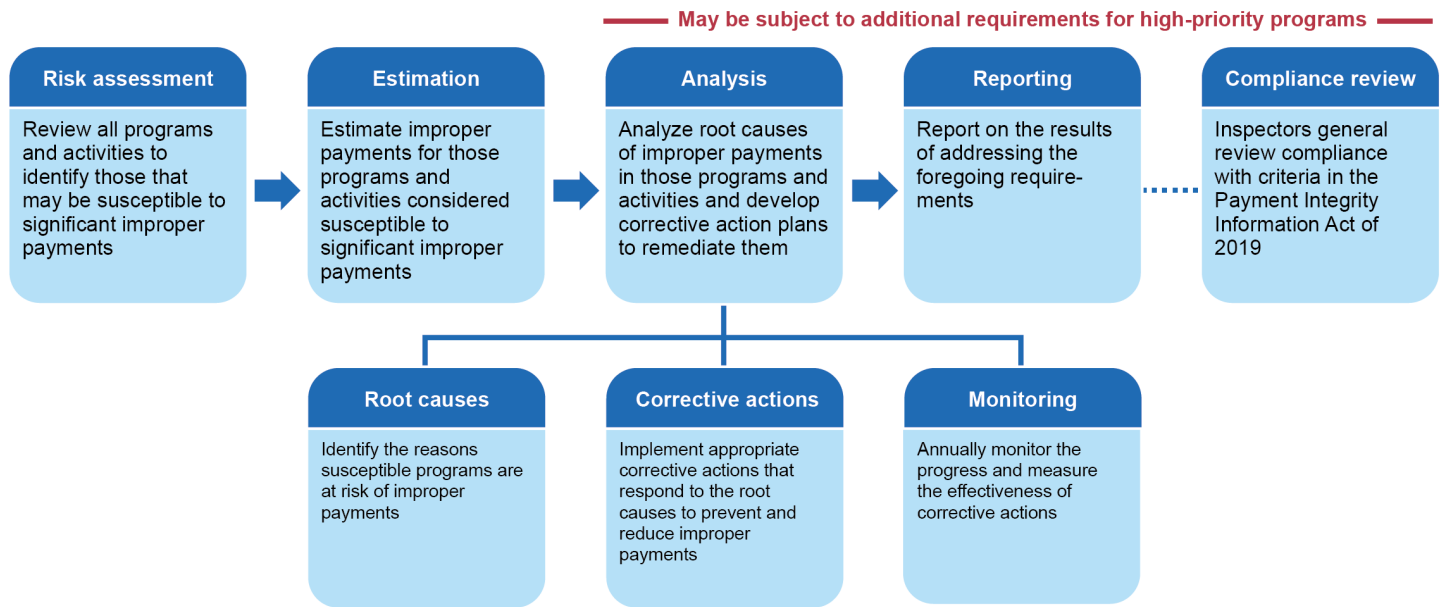 May be subject to additional requirements for high-priority programs
Risk assessment
Review all programs
and activities to
identify those that
may be susceptible to
significant improper
payments
Estimation
Estimate improper
payments for those
programs and
activities considered
susceptible to
significant improper
payments
Analysis
Analyze root causes
of improper payments
in those programs and
activities and develop
corrective action plans
to remediate them
Reporting
Report on the results
of addressing the
foregoing require-
ments
Compliance review
Inspectors general
review compliance
with criteria in the
Payment Integrity
Information Act of
2019
Root causes
Identify the reasons
susceptible programs are
at risk of improper
payments
Corrective actions
Implement appropriate
corrective actions that
respond to the root
causes to prevent and
reduce improper
payments
Monitoring
Annually monitor the
progress and measure
the effectiveness of
corrective actions